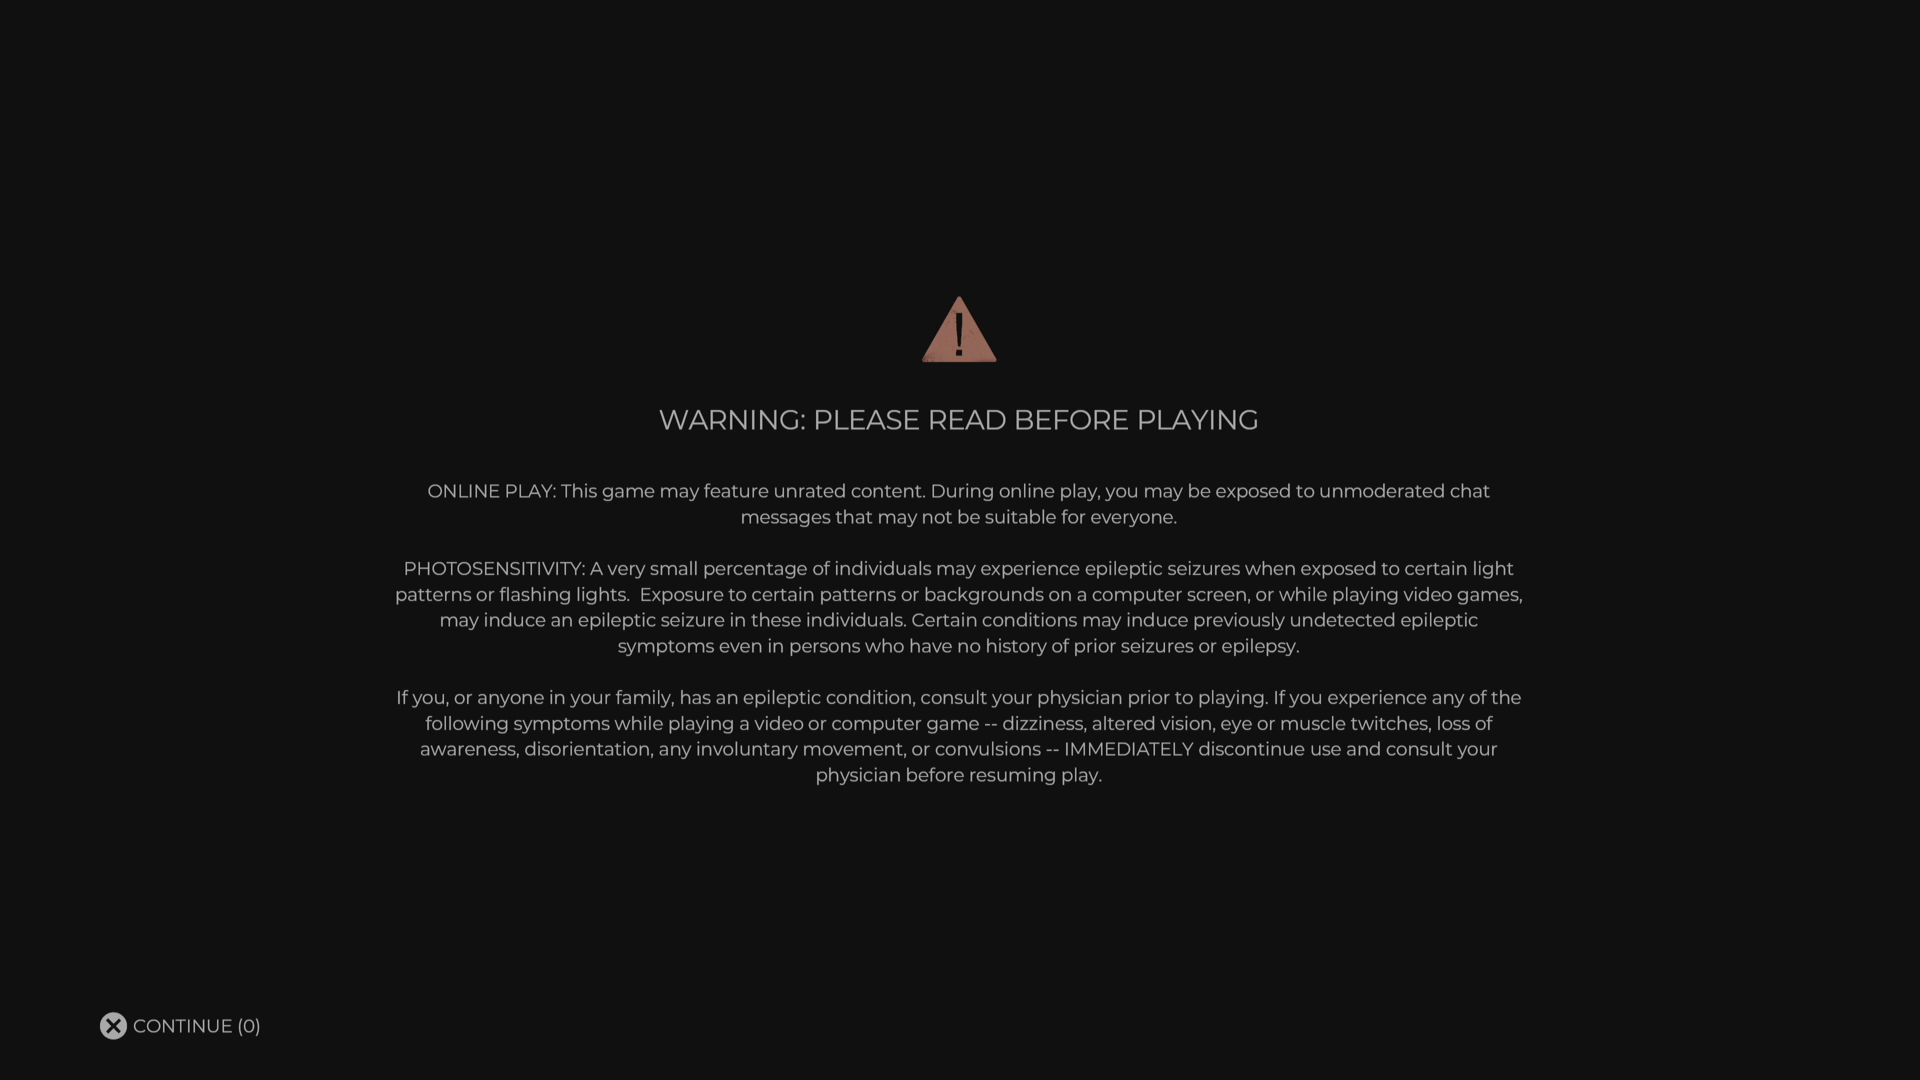 WARNING: PLEASE READ BEFORE PLAYING
ONLINE PLAY: This game may feature unrated content. During online play, you may be exposed to unmoderated chat
messages that may not be suitable for everyone.
PHOTOSENSITIVITY: A very small percentage of individuals may experience epileptic seizures when exposed to certain light
patterns or flashing lights.  Exposure to certain patterns or backgrounds on a computer screen, or while playing video games,
may induce an epileptic seizure in these individuals. Certain conditions may induce previously undetected epileptic
symptoms even in persons who have no history of prior seizures or epilepsy.
If you, or anyone in your family, has an epileptic condition, consult your physician prior to playing. If you experience any of the
following symptoms while playing a video or computer game -- dizziness, altered vision, eye or muscle twitches, loss of
awareness, disorientation, any involuntary movement, or convulsions -- IMMEDIATELY discontinue use and consult your
physician before resuming play.
CONTINUE (0)